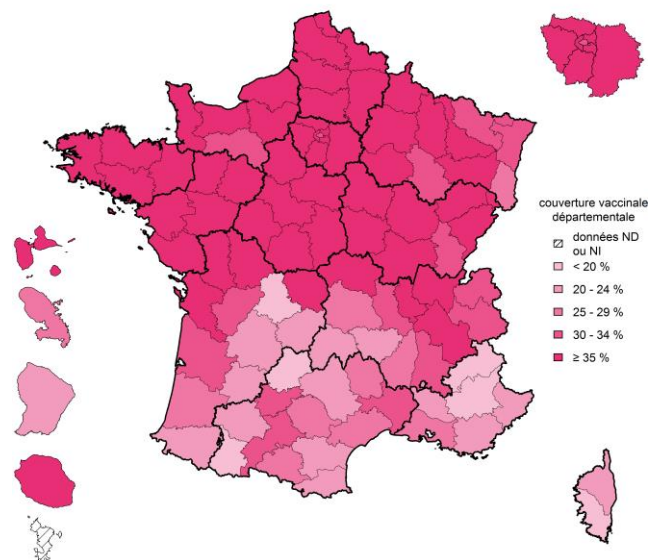 couverture vaccinale
départementale
données ND
ou NI
< 20 %
20 - 24 %
25 - 29 %
30 - 34 %
≥ 35 %